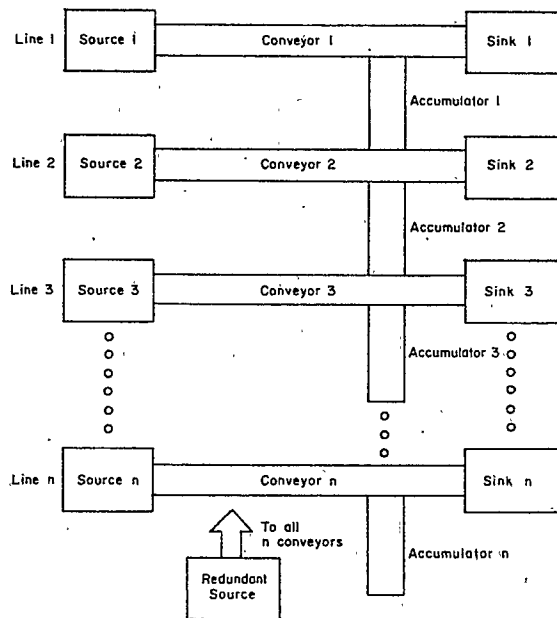 Line 1 Source 1 Conveyor 1 Sink 1
Accumulator 1
Line 2 Source 2 Conveyor 2 Sink 2
Accumulator 2
Line 3 Source 3 Conveyor 3 Sink 3
Accumulator 3
Line n Source n Conveyor n Sink n
To all
n conveyors
Accumulator n
Redundant
Source